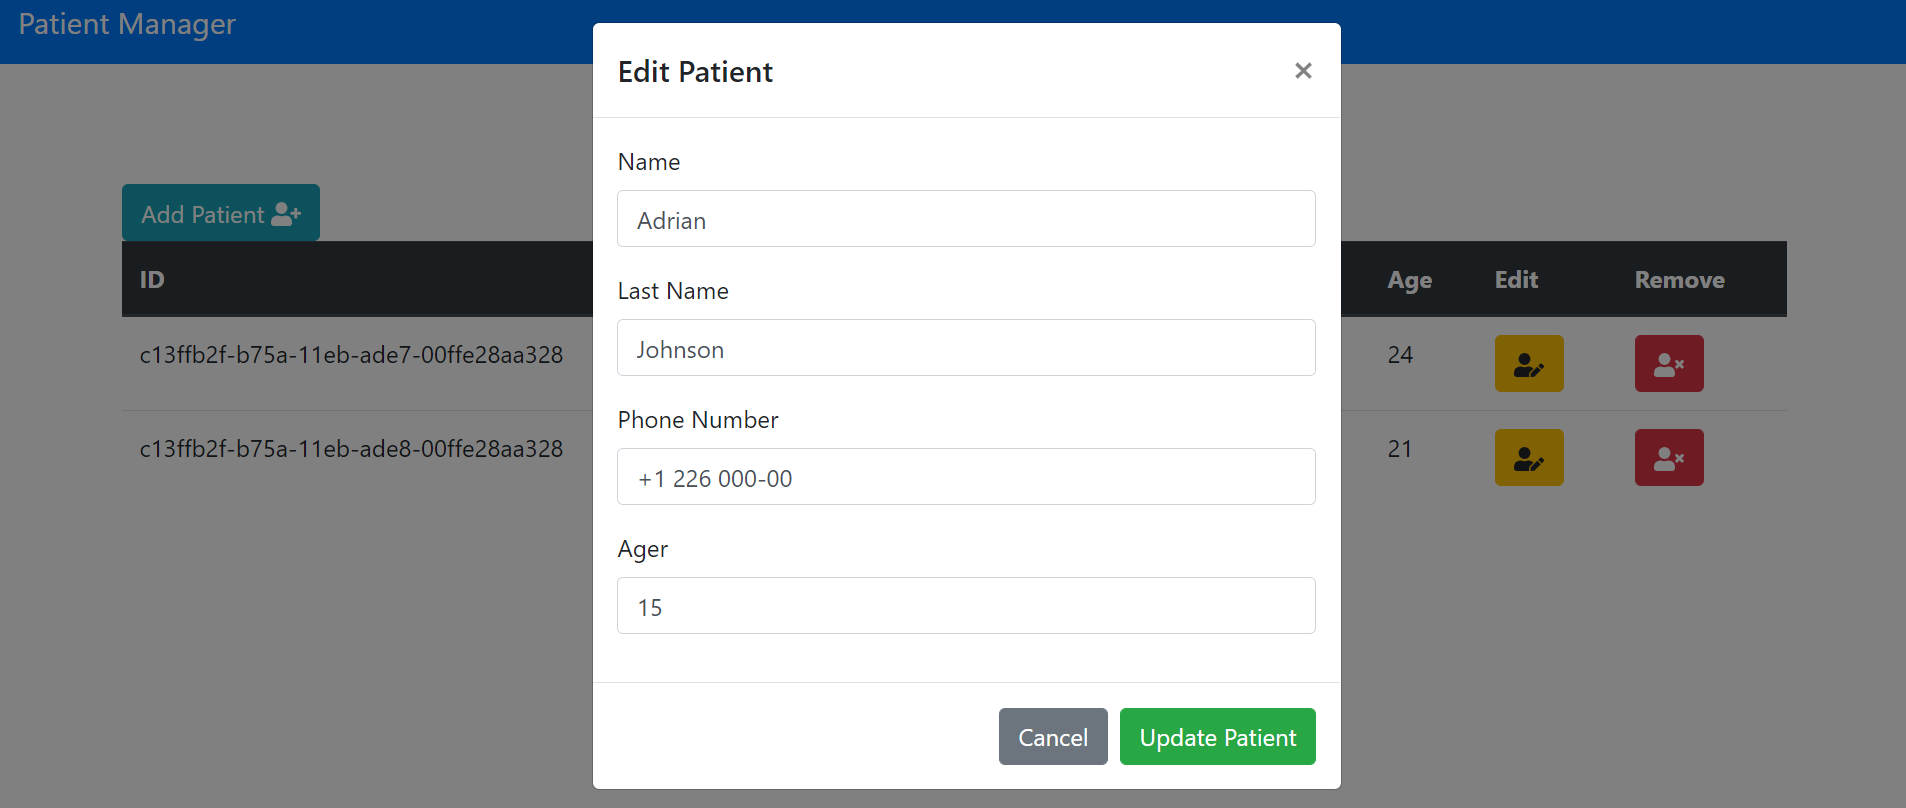 Patient Manager
Edit Patient
×
Name
Adrian
Last Name
Johnson
Phone Number
+1 226 000-00
Ager
15
Cancel Update Patient
Add Patient
ID Age Edit Remove
c13ffb2f-b75a-11eb-ade7-00ffe28aa328 24
c13ffb2f-b75a-11eb-ade8-00ffe28aa328 21